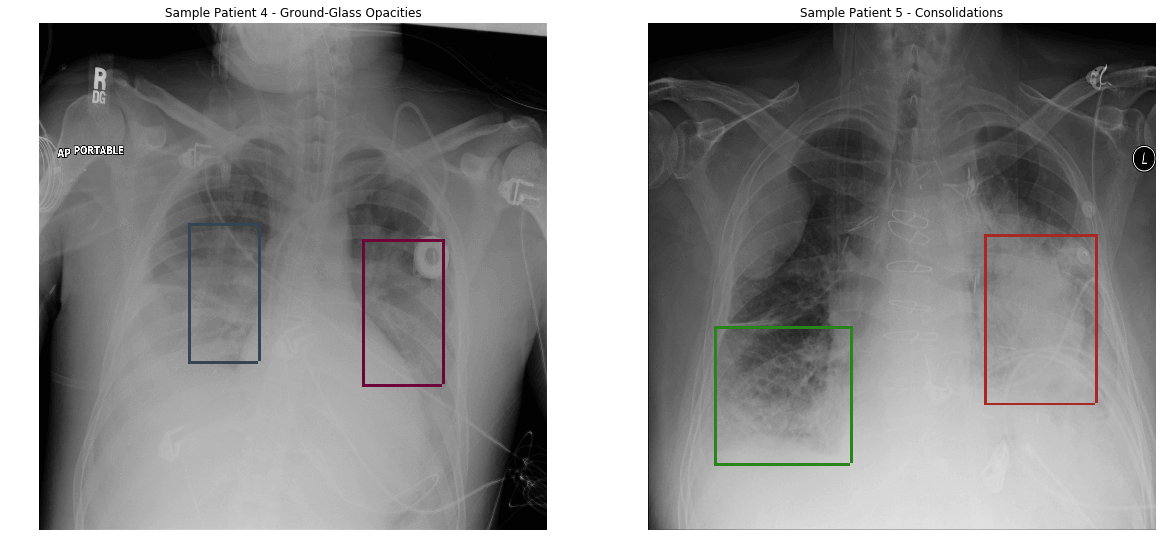 Sample Patient 4 - Ground-Glass Opacities
Sample Patient 5 - Consolidations
R
DG
AP PORTABLE
L